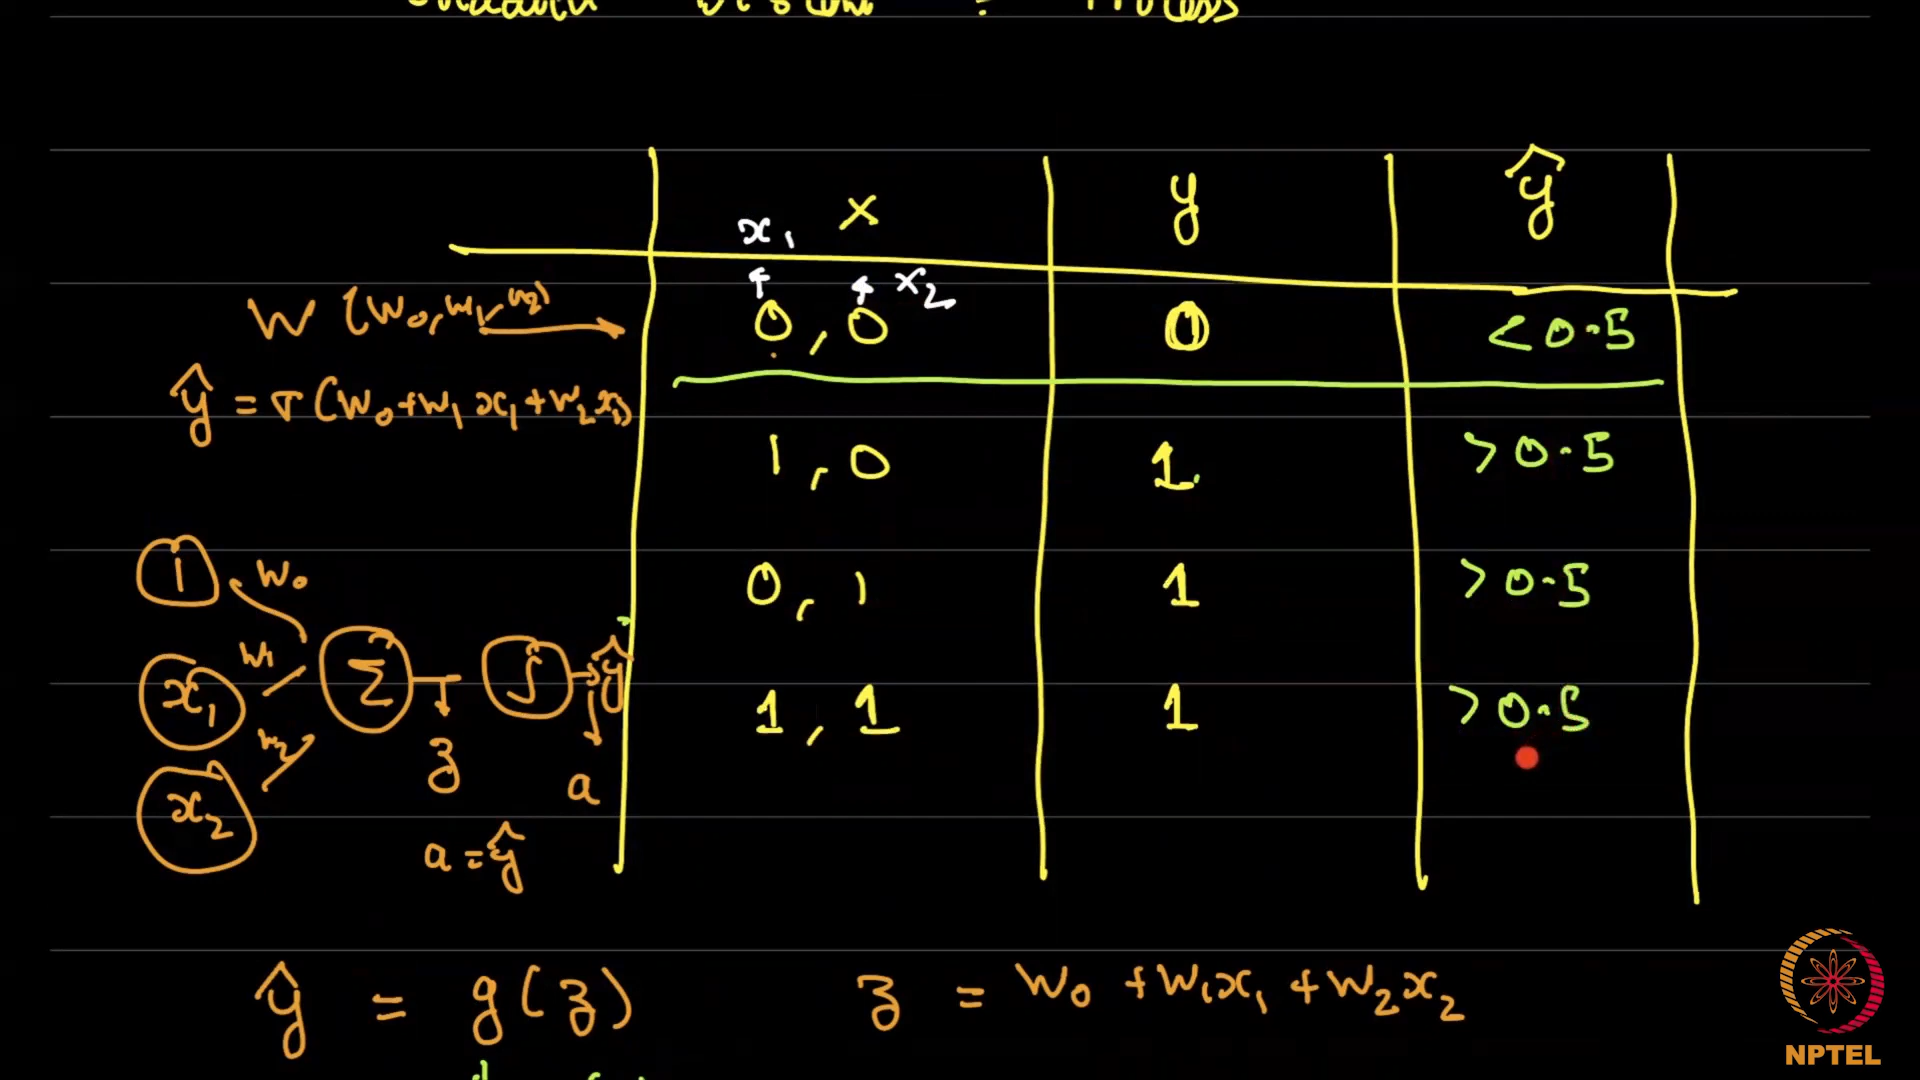 x y ŷ
x₁
x₂
W (W₀, W₁, W₂) 0 , 0 0 < 0.5
ŷ = σ (W₀ + W₁ x₁ + W₂ x₂)
1 , 0 1 > 0.5
1 W₀
0 , 1 1 > 0.5
x₁ W₁ Σ ∫ ŷ
1 , 1 1 > 0.5
x₂ W₂ z a
a = ŷ
ŷ = g(z) z = W₀ + W₁x₁ + W₂x₂
NPTEL